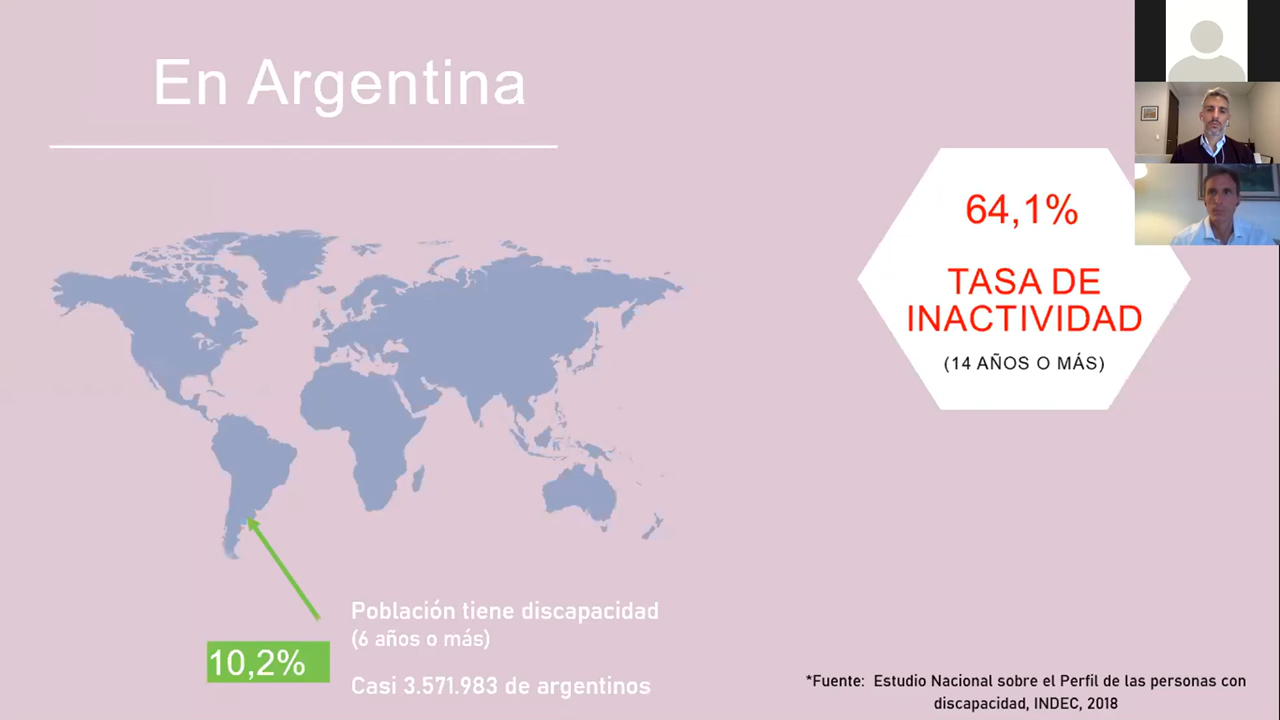 En Argentina
64,1%
TASA DE
INACTIVIDAD
(14 AÑOS O MÁS)
Población tiene discapacidad
(6 años o más)
10,2%
Casi 3.571.983 de argentinos
*Fuente: Estudio Nacional sobre el Perfil de las personas con
discapacidad, INDEC, 2018